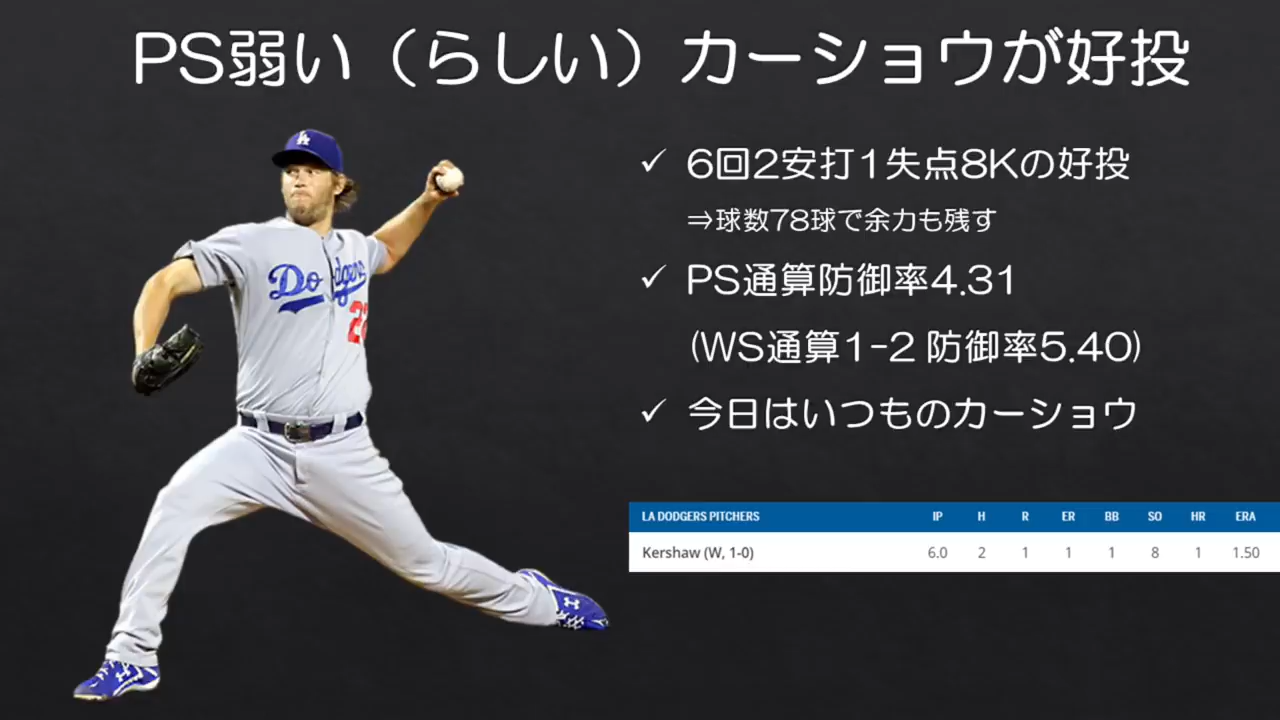 PS弱い（らしい）カーショウが好投
✓ 6回2安打1失点8Kの好投
⇒球数78球で余力も残す
✓ PS通算防御率4.31
(WS通算1-2 防御率5.40)
✓ 今日はいつものカーショウ
LA
Dodgers
22
LA DODGERS PITCHERS IP H R ER BB SO HR ERA
Kershaw (W, 1-0) 6.0 2 1 1 1 8 1 1.50